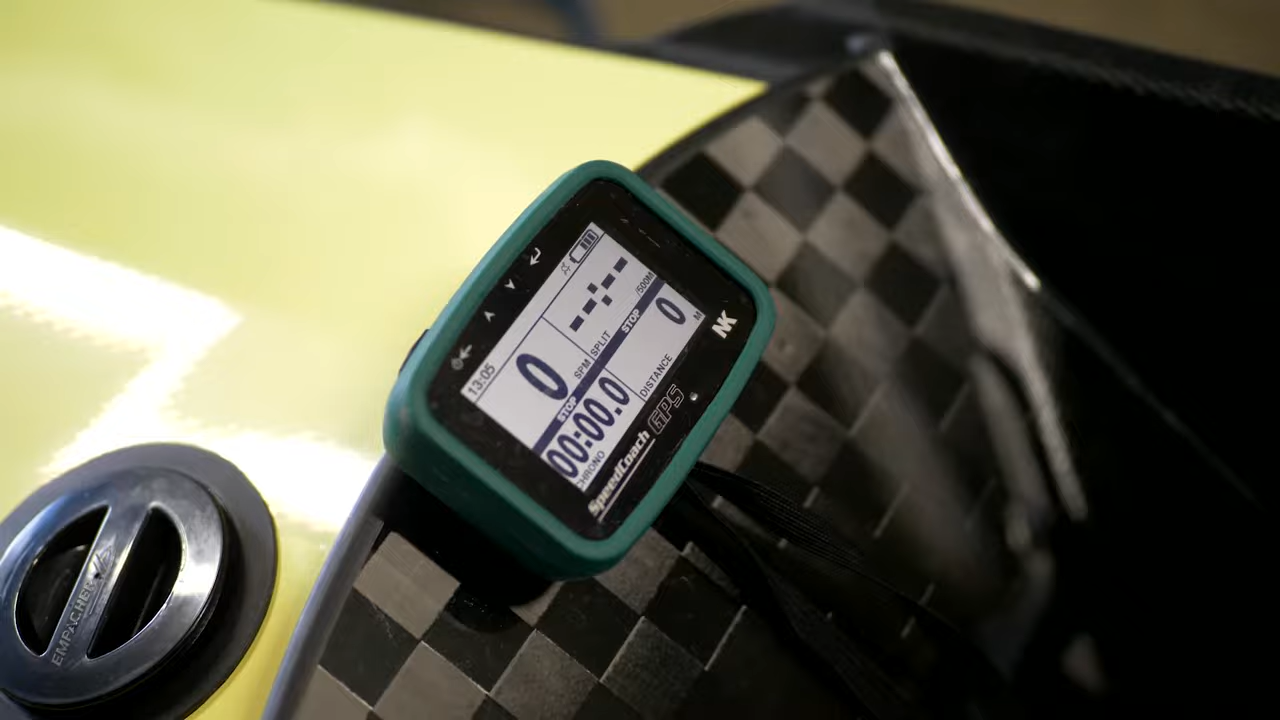 13:05
-:--
0
SPM
SPLIT
/500M
STOP
STOP
00:00.0
0
M
CHRONO
DISTANCE
SpeedCoach GPS
NK
EMPACHER